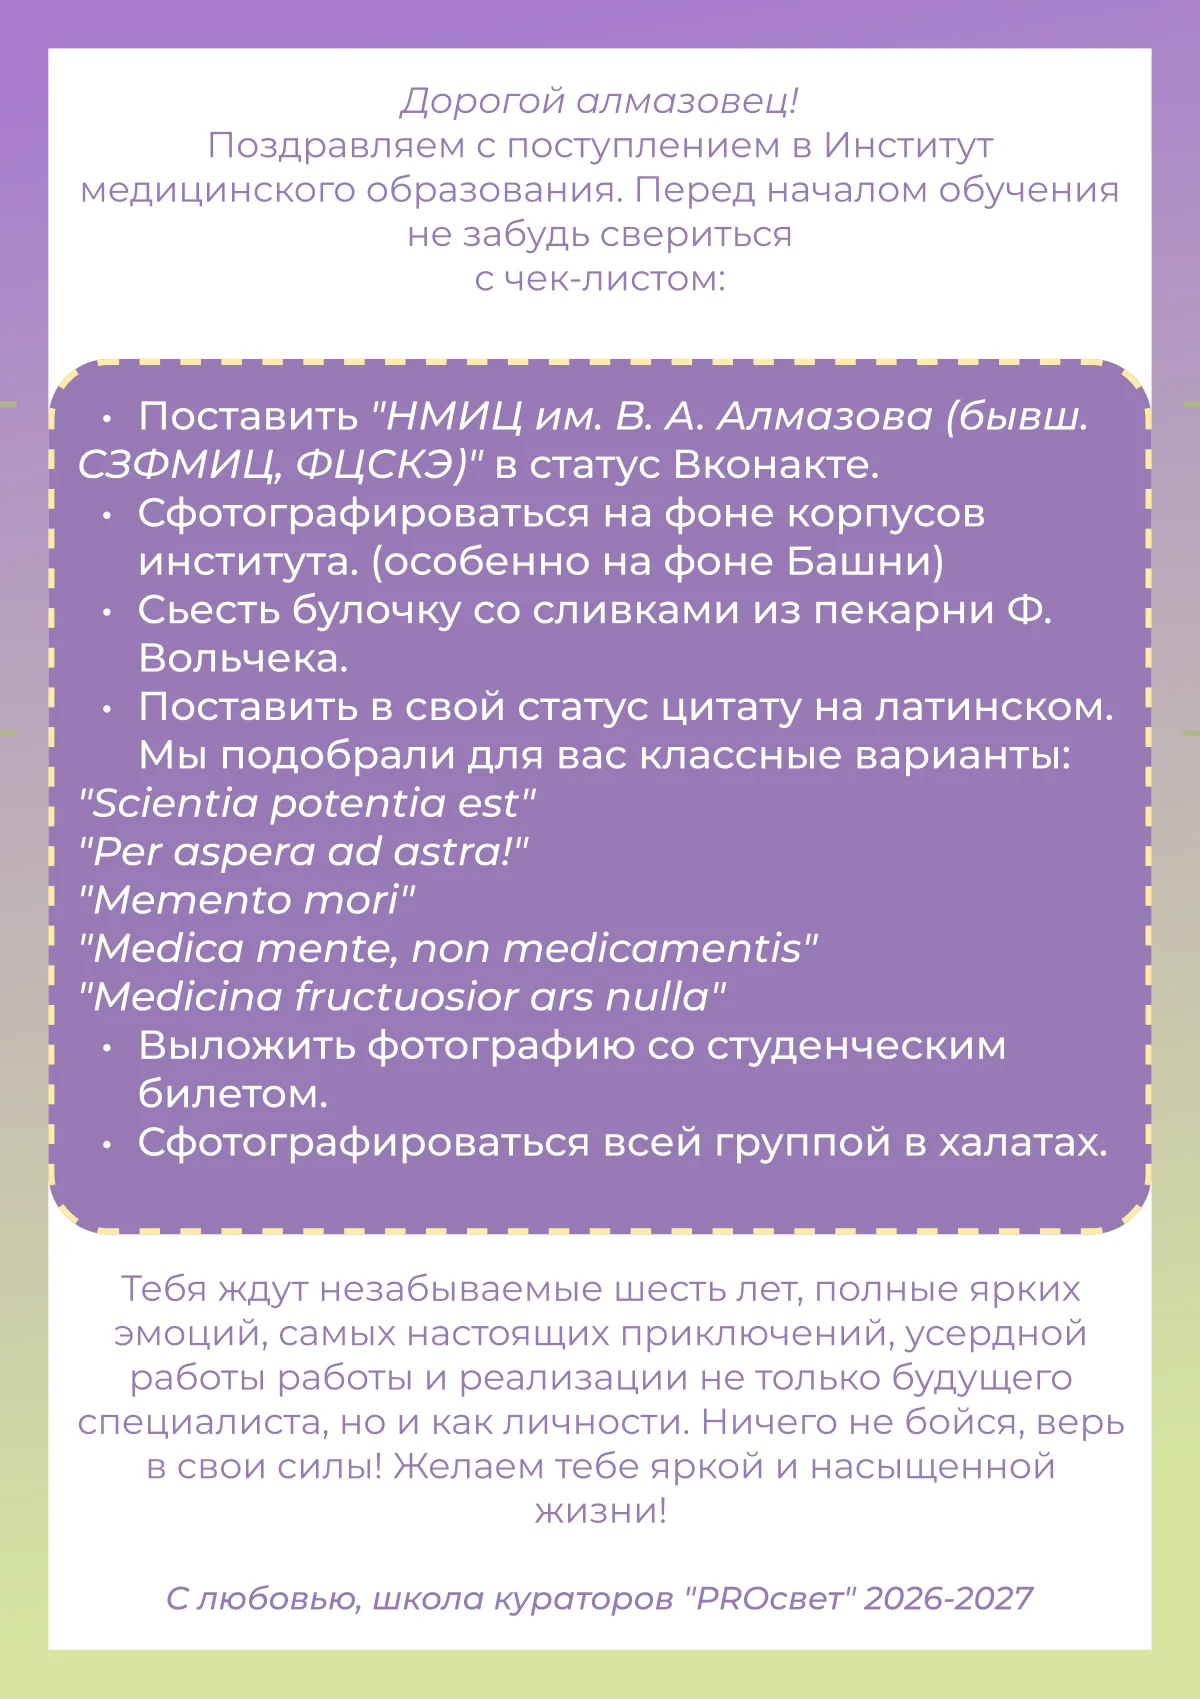 Дорогой алмазовец!
Поздравляем с поступлением в Институт
медицинского образования. Перед началом обучения
не забудь свериться
с чек-листом:
• Поставить "НМИЦ им. В. А. Алмазова (бывш.
СЗФМИЦ, ФЦСКЭ)" в статус Вконакте.
• Сфотографироваться на фоне корпусов
института. (особенно на фоне Башни)
• Сьесть булочку со сливками из пекарни Ф.
Вольчека.
• Поставить в свой статус цитату на латинском.
Мы подобрали для вас классные варианты:
"Scientia potentia est"
"Per aspera ad astra!"
"Memento mori"
"Medica mente, non medicamentis"
"Medicina fructuosior ars nulla"
• Выложить фотографию со студенческим
билетом.
• Сфотографироваться всей группой в халатах.
Тебя ждут незабываемые шесть лет, полные ярких
эмоций, самых настоящих приключений, усердной
работы работы и реализации не только будущего
специалиста, но и как личности. Ничего не бойся, верь
в свои силы! Желаем тебе яркой и насыщенной
жизни!
С любовью, школа кураторов "PROсвет" 2026-2027